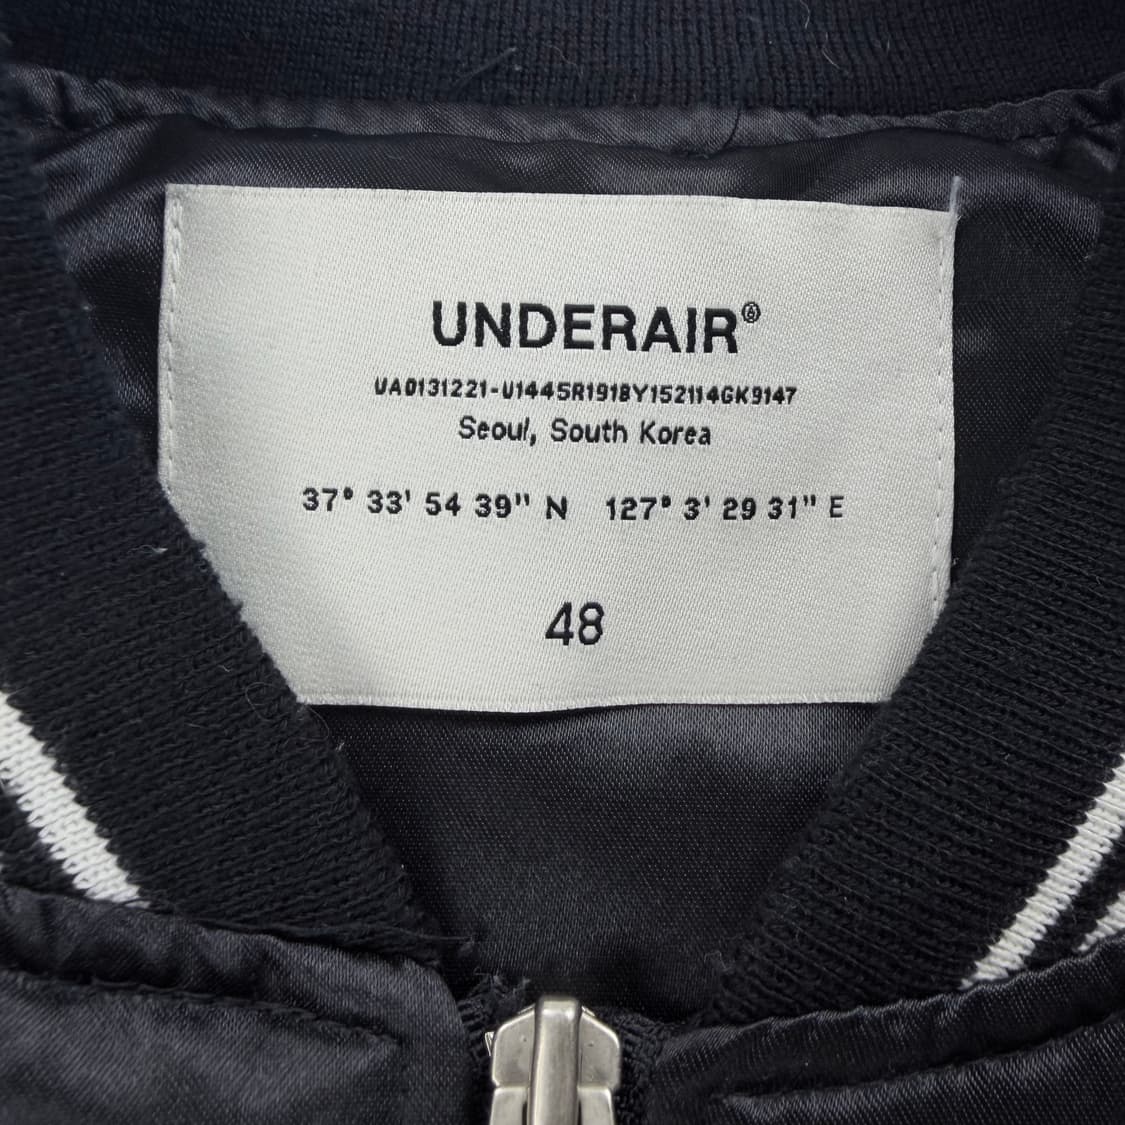 UNDERAIR®
UA0131221-U1445R1918Y152114GK9147
Seoul, South Korea
37° 33' 54 39" N 127° 3' 29 31" E
48